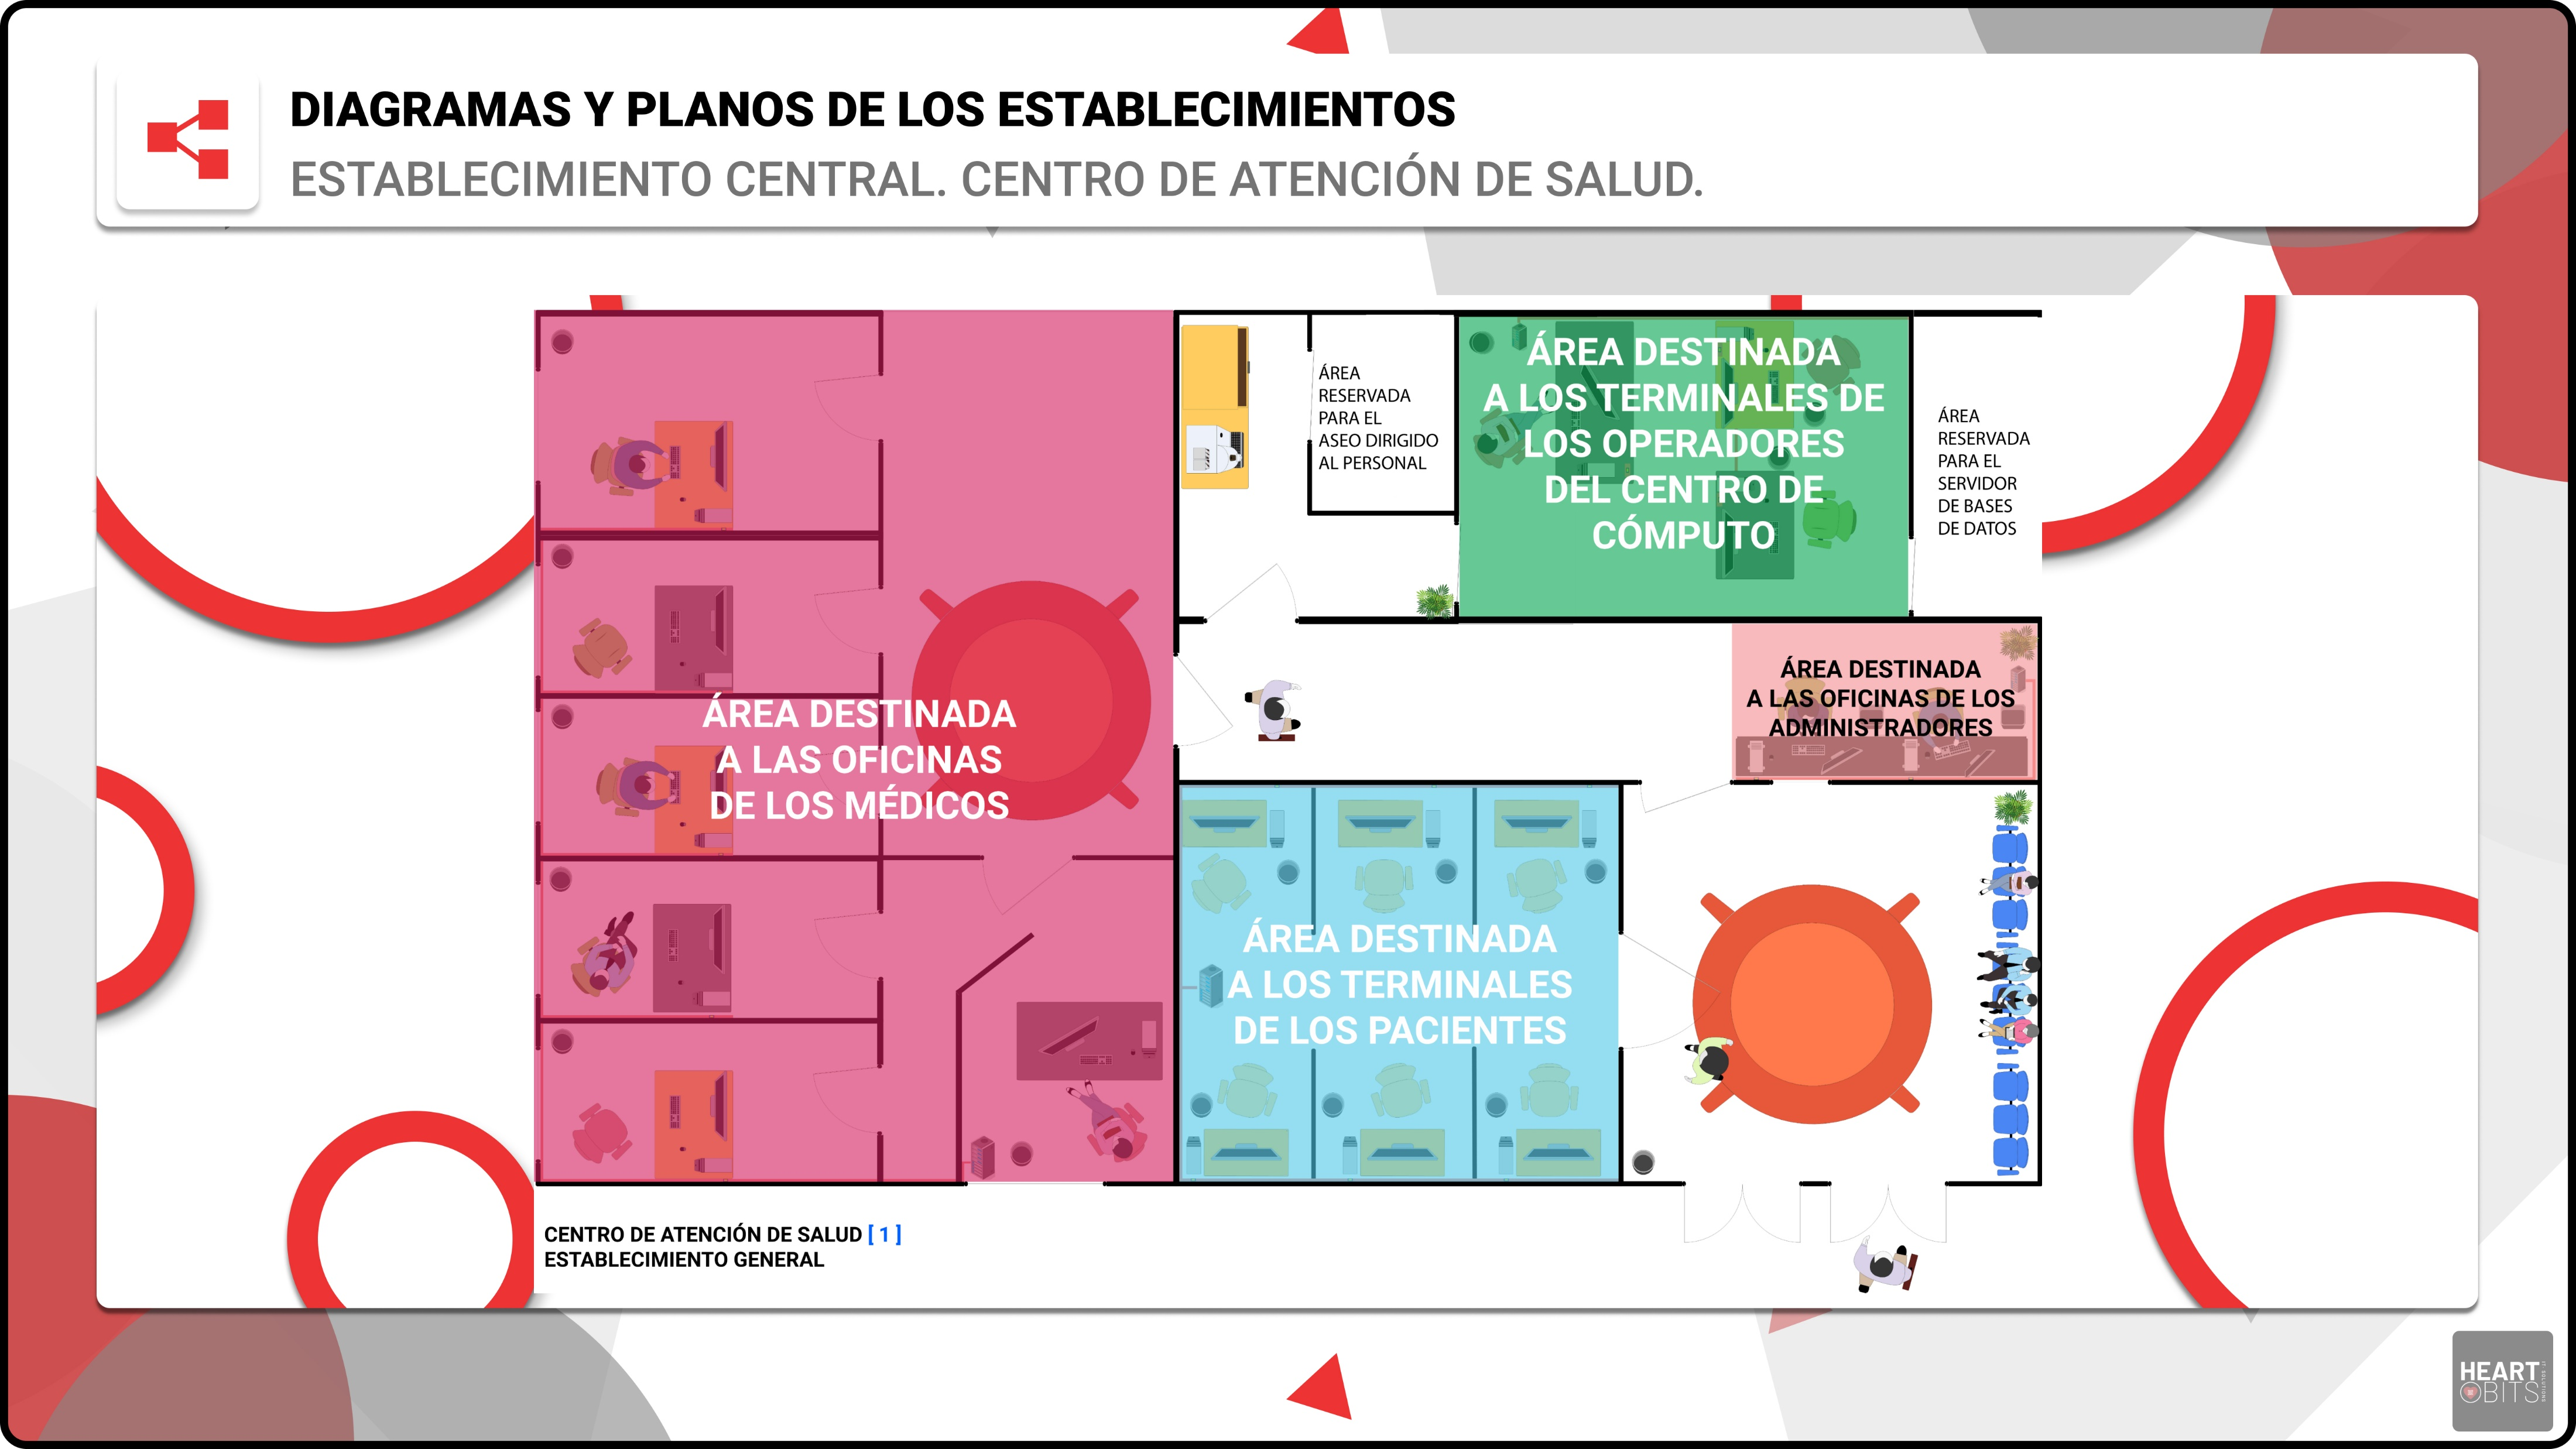 DIAGRAMAS Y PLANOS DE LOS ESTABLECIMIENTOS
ESTABLECIMIENTO CENTRAL. CENTRO DE ATENCIÓN DE SALUD.
ÁREA
RESERVADA
PARA EL
ASEO DIRIGIDO
AL PERSONAL
ÁREA DESTINADA
A LOS TERMINALES DE
LOS OPERADORES
DEL CENTRO DE
CÓMPUTO
ÁREA
RESERVADA
PARA EL
SERVIDOR
DE BASES
DE DATOS
ÁREA DESTINADA
A LAS OFICINAS DE LOS
ADMINISTRADORES
ÁREA DESTINADA
A LAS OFICINAS
DE LOS MÉDICOS
ÁREA DESTINADA
A LOS TERMINALES
DE LOS PACIENTES
CENTRO DE ATENCIÓN DE SALUD [ 1 ]
ESTABLECIMIENTO GENERAL
HEART
BITS
IT SOLUTIONS